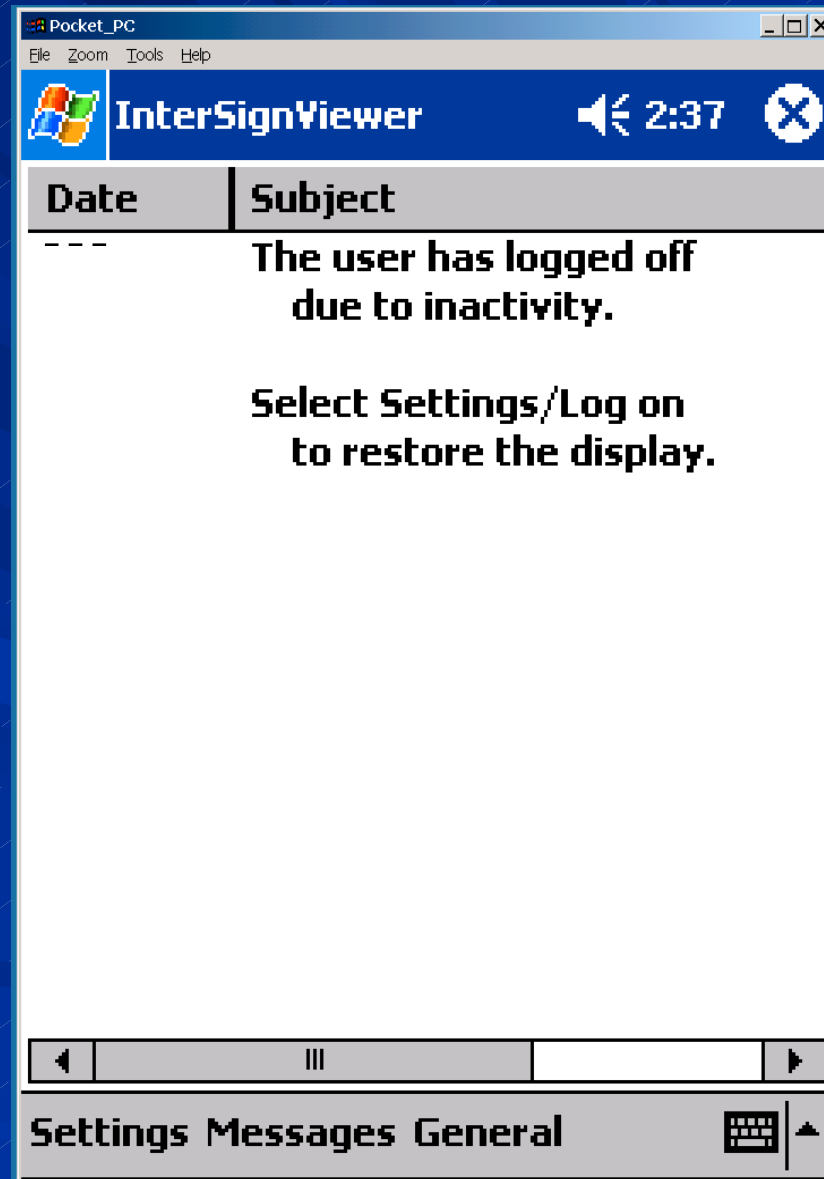 Pocket_PC
File Zoom Tools Help
InterSignViewer 2:37
Date Subject
- - - The user has logged off
due to inactivity.
Select Settings/Log on
to restore the display.
Settings Messages General